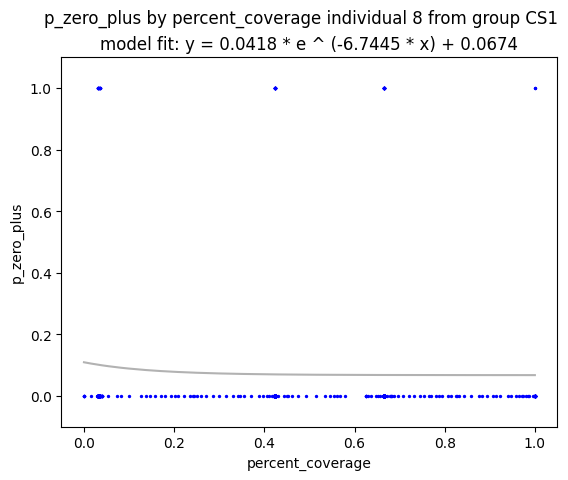 p_zero_plus by percent_coverage individual 8 from group CS1
model fit: y = 0.0418 * e ^ (-6.7445 * x) + 0.0674
1.0
0.8
0.6
0.4
0.2
0.0
p_zero_plus
0.0 0.2 0.4 0.6 0.8 1.0
percent_coverage